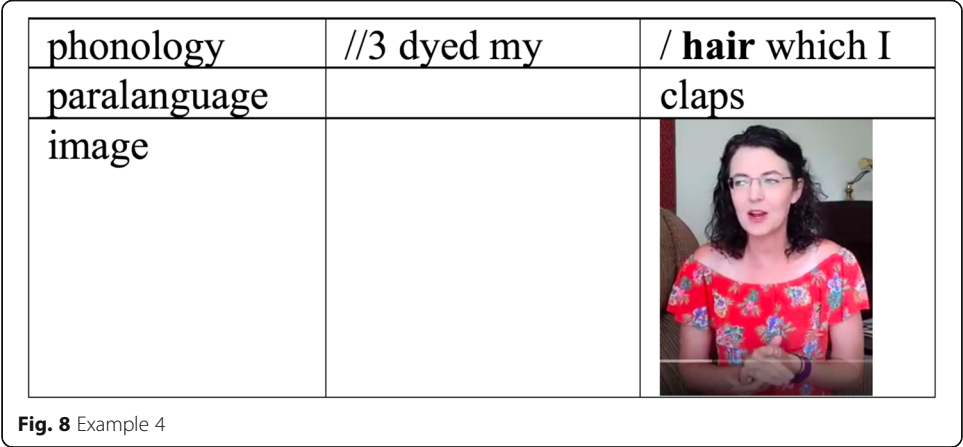 phonology //3 dyed my / hair which I
paralanguage claps
image
Fig. 8 Example 4